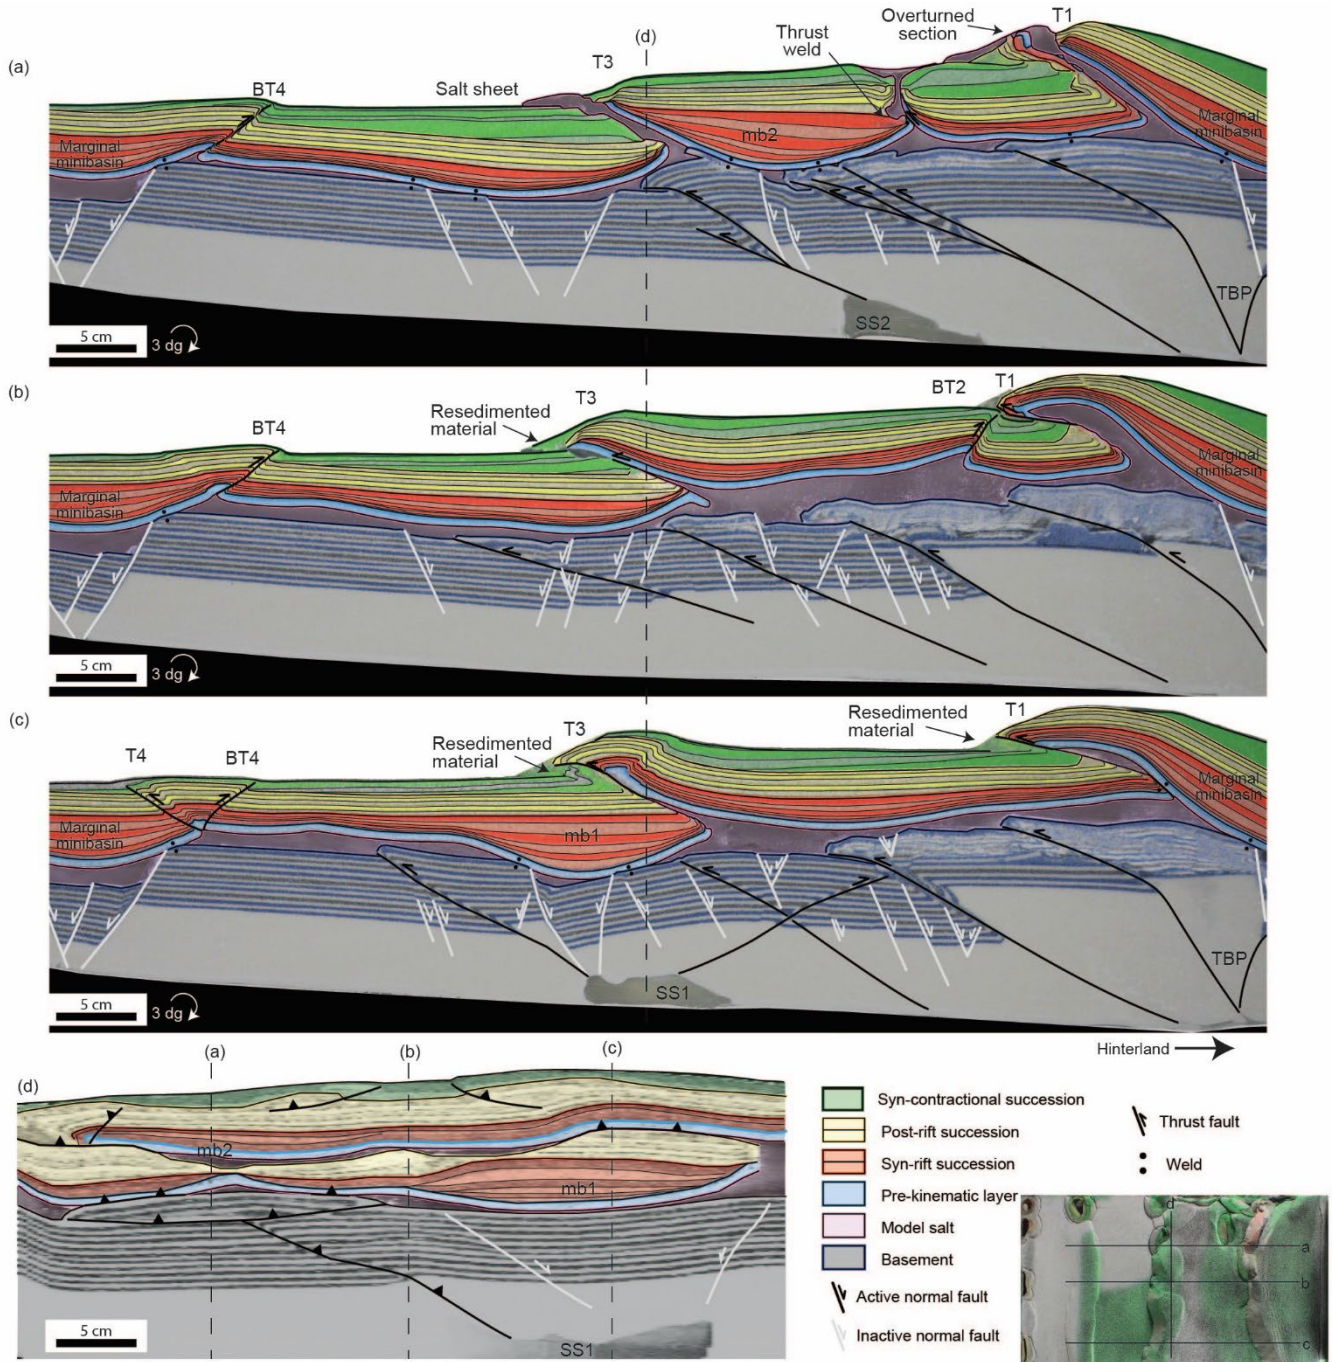 (a)
BT4
Salt sheet
T3
(d)
Thrust
weld
Overturned
section
T1
Marginal
minibasin
mb2
Marginal
minibasin
SS2
TBP
5 cm
3 dg
(b)
BT4
Resedimented
material
T3
BT2
T1
Marginal
minibasin
Marginal
minibasin
5 cm
3 dg
(c)
T4
BT4
Resedimented
material
T3
Resedimented
material
T1
Marginal
minibasin
mb1
Marginal
minibasin
SS1
TBP
5 cm
3 dg
Hinterland
(d)
(a)
(b)
(c)
mb2
mb1
SS1
5 cm
Syn-contractional succession
Post-rift succession
Syn-rift succession
Pre-kinematic layer
Model salt
Basement
Active normal fault
Inactive normal fault
Thrust fault
Weld
d
a
b
c